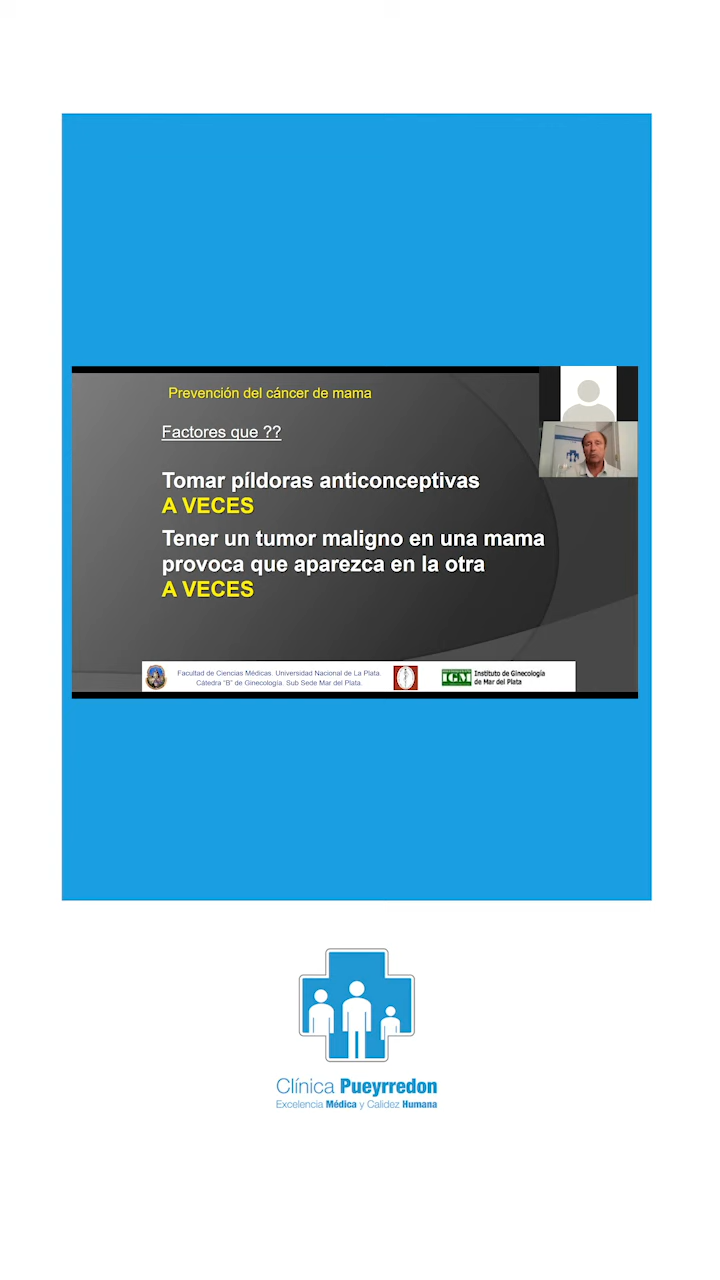 Prevención del cáncer de mama
Factores que ??
Tomar píldoras anticonceptivas
A VECES
Tener un tumor maligno en una mama
provoca que aparezca en la otra
A VECES
Facultad de Ciencias Médicas. Universidad Nacional de La Plata.
Cátedra "B" de Ginecología. Sub Sede Mar del Plata.
IGM
Instituto de Ginecología
de Mar del Plata
Clínica Pueyrredon
Excelencia Médica y Calidez Humana